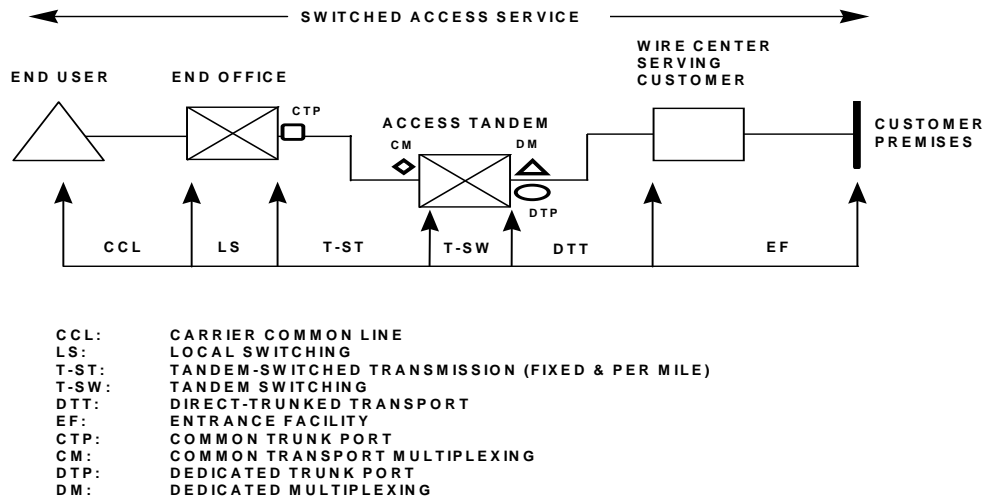 SWITCHED ACCESS SERVICE
WIRE CENTER
SERVING
CUSTOMER
END USER
END OFFICE
CTP
ACCESS TANDEM
CM
DM
CUSTOMER
PREMISES
DTP
CCL
LS
T-ST
T-SW
DTT
EF
CCL: CARRIER COMMON LINE
LS: LOCAL SWITCHING
T-ST: TANDEM-SWITCHED TRANSMISSION (FIXED & PER MILE)
T-SW: TANDEM SWITCHING
DTT: DIRECT-TRUNKED TRANSPORT
EF: ENTRANCE FACILITY
CTP: COMMON TRUNK PORT
CM: COMMON TRANSPORT MULTIPLEXING
DTP: DEDICATED TRUNK PORT
DM: DEDICATED MULTIPLEXING